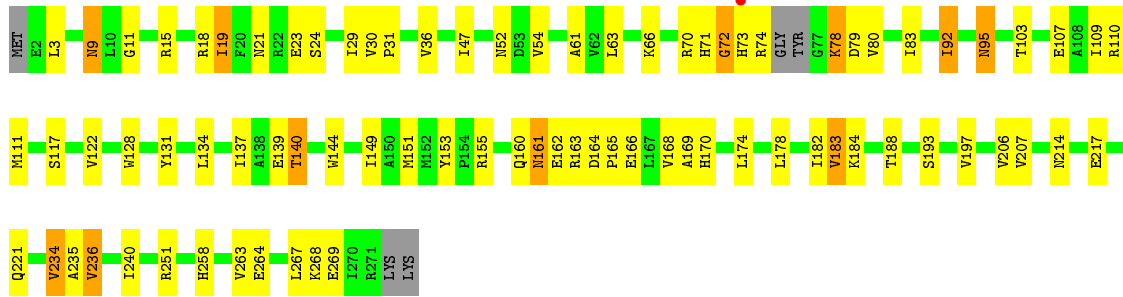 MET E2 L3 N9 L10 G11 R15 R18 I19 F20 N21 R22 E23 S24 I29 V30 P31 V36 I47 N52 D53 V54 A61 V62 L63 K66 R70 H71 G72 H73 R74 GLY TYR G77 K78 D79 V80 I83 I92 N95 T103 E107 A108 I109 R110
M111 S117 V122 W128 Y131 L134 I137 A138 E139 T140 W144 I149 A150 M151 M152 Y153 P154 R155 Q160 N161 E162 R163 D164 P165 E166 L167 V168 A169 H170 L174 L178 I182 V183 K184 T188 S193 V197 V206 V207 N214 E217
Q221 V234 A235 V236 I240 R251 H258 V263 E264 L267 K268 E269 I270 R271 LYS LYS